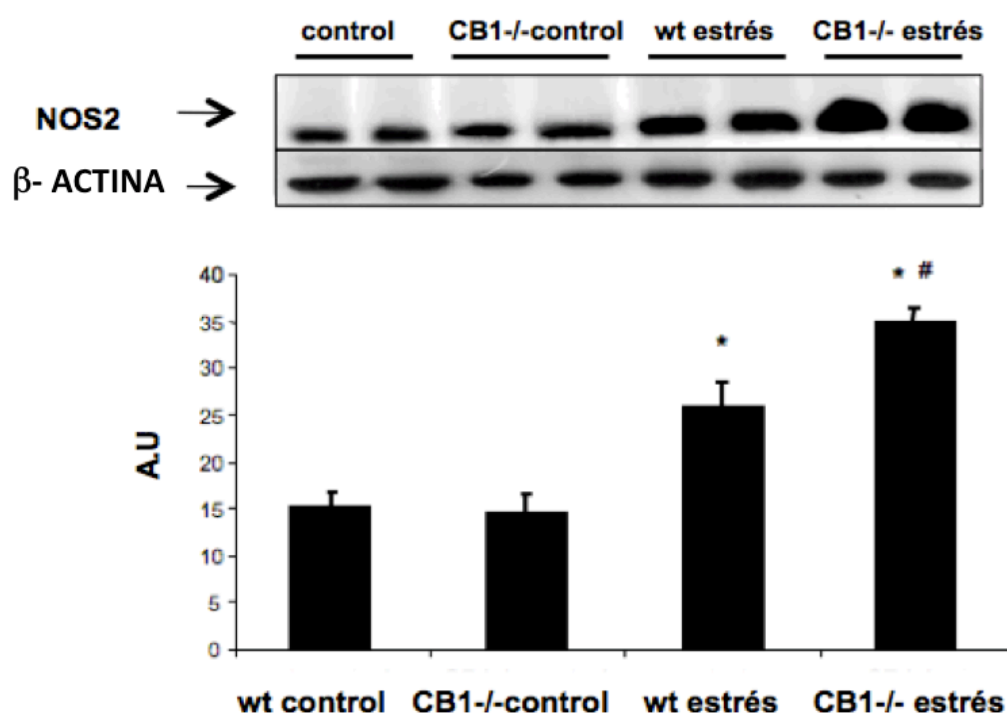 control CB1-/-control wt estrés CB1-/- estrés
NOS2
β- ACTINA
40
* #
35
*
30
25
A.U
20
15
10
5
0
wt control CB1-/-control wt estrés CB1-/- estrés